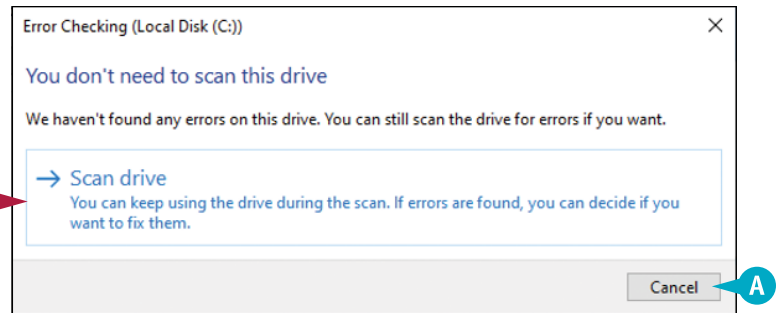 Error Checking (Local Disk (C:))
You don't need to scan this drive
We haven't found any errors on this drive. You can still scan the drive for errors if you want.
Scan drive
You can keep using the drive during the scan. If errors are found, you can decide if you
want to fix them.
Cancel
A